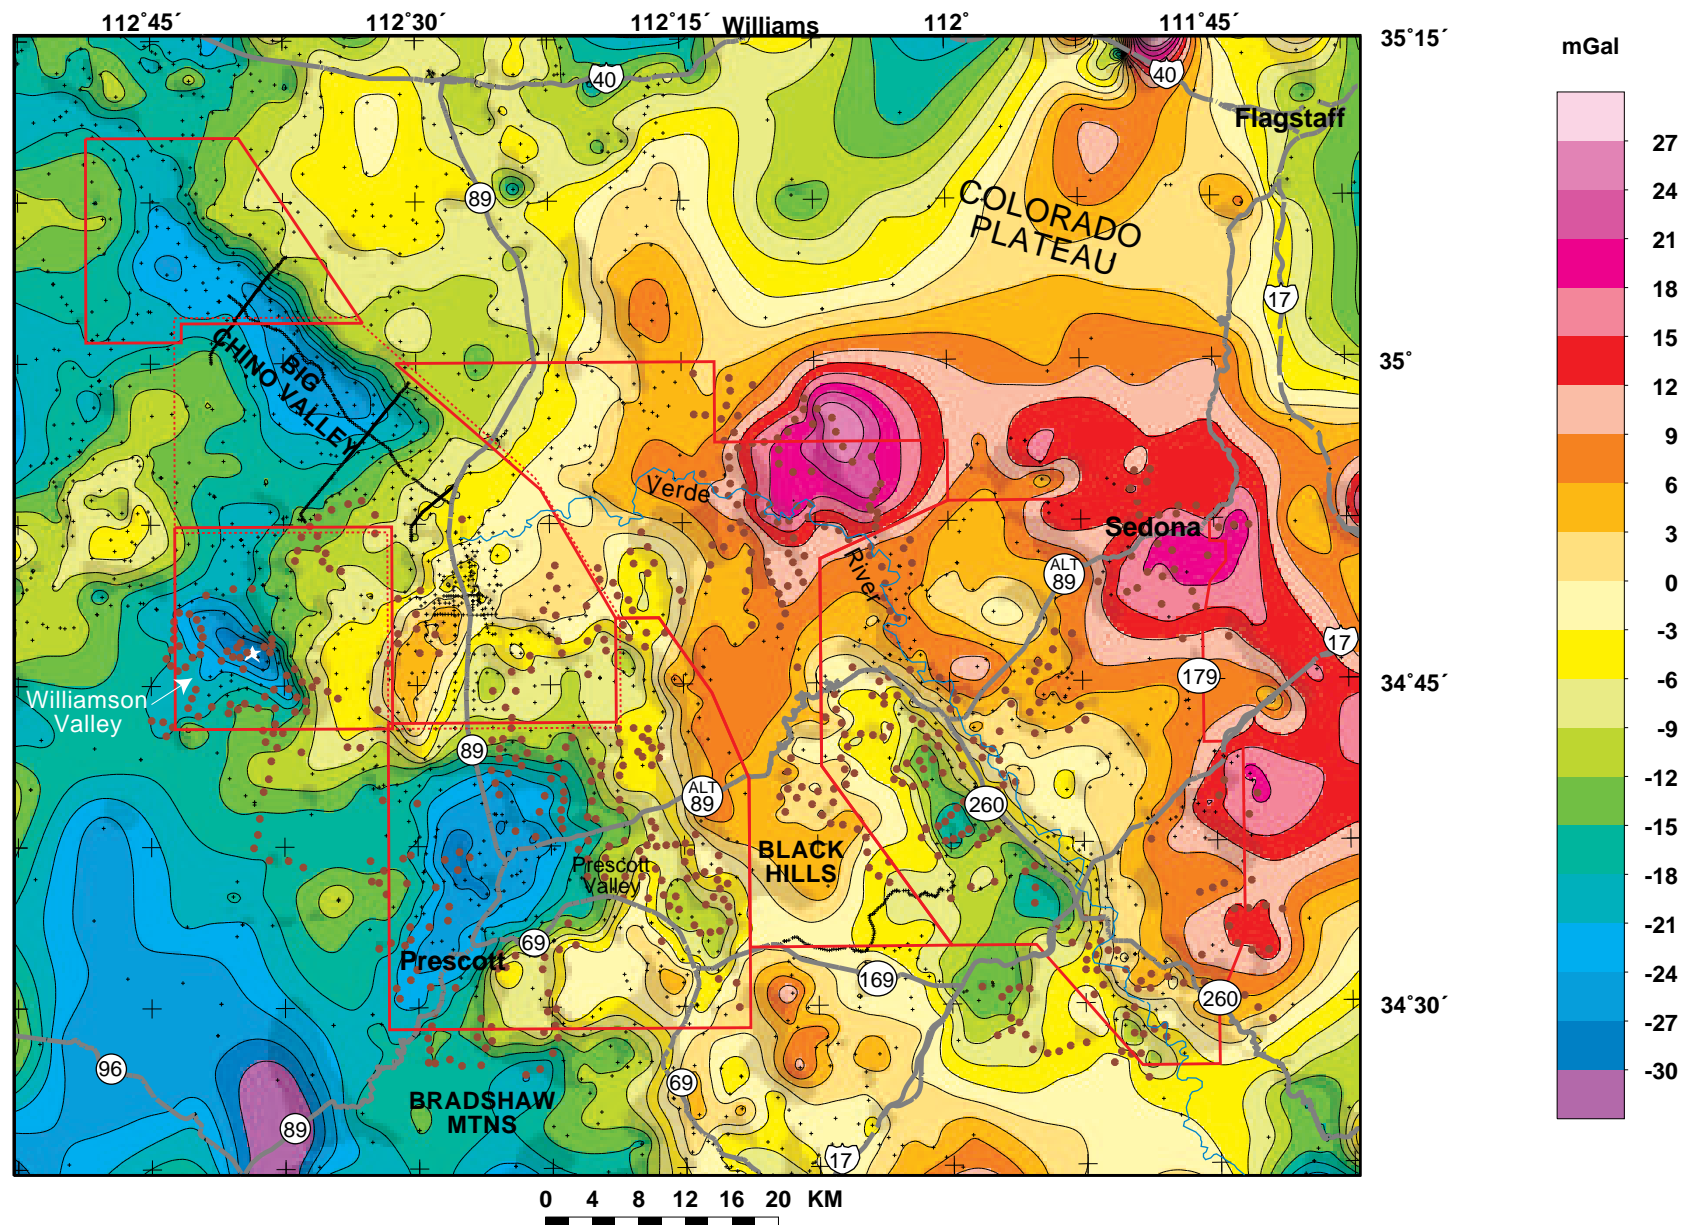 112°45´
112°30´
112°15´
Williams
112°
111°45´
35°15´
35°
34°45´
34°30´
mGal
27
24
21
18
15
12
9
6
3
0
-3
-6
-9
-12
-15
-18
-21
-24
-27
-30
40
40
Flagstaff
89
COLORADO
PLATEAU
17
BIG
CHINO VALLEY
Verde
River
Sedona
ALT
89
17
179
Williamson
Valley
89
ALT
89
260
BLACK
HILLS
Prescott
Valley
69
Prescott
169
260
96
69
BRADSHAW
MTNS
89
17
0 4 8 12 16 20 KM